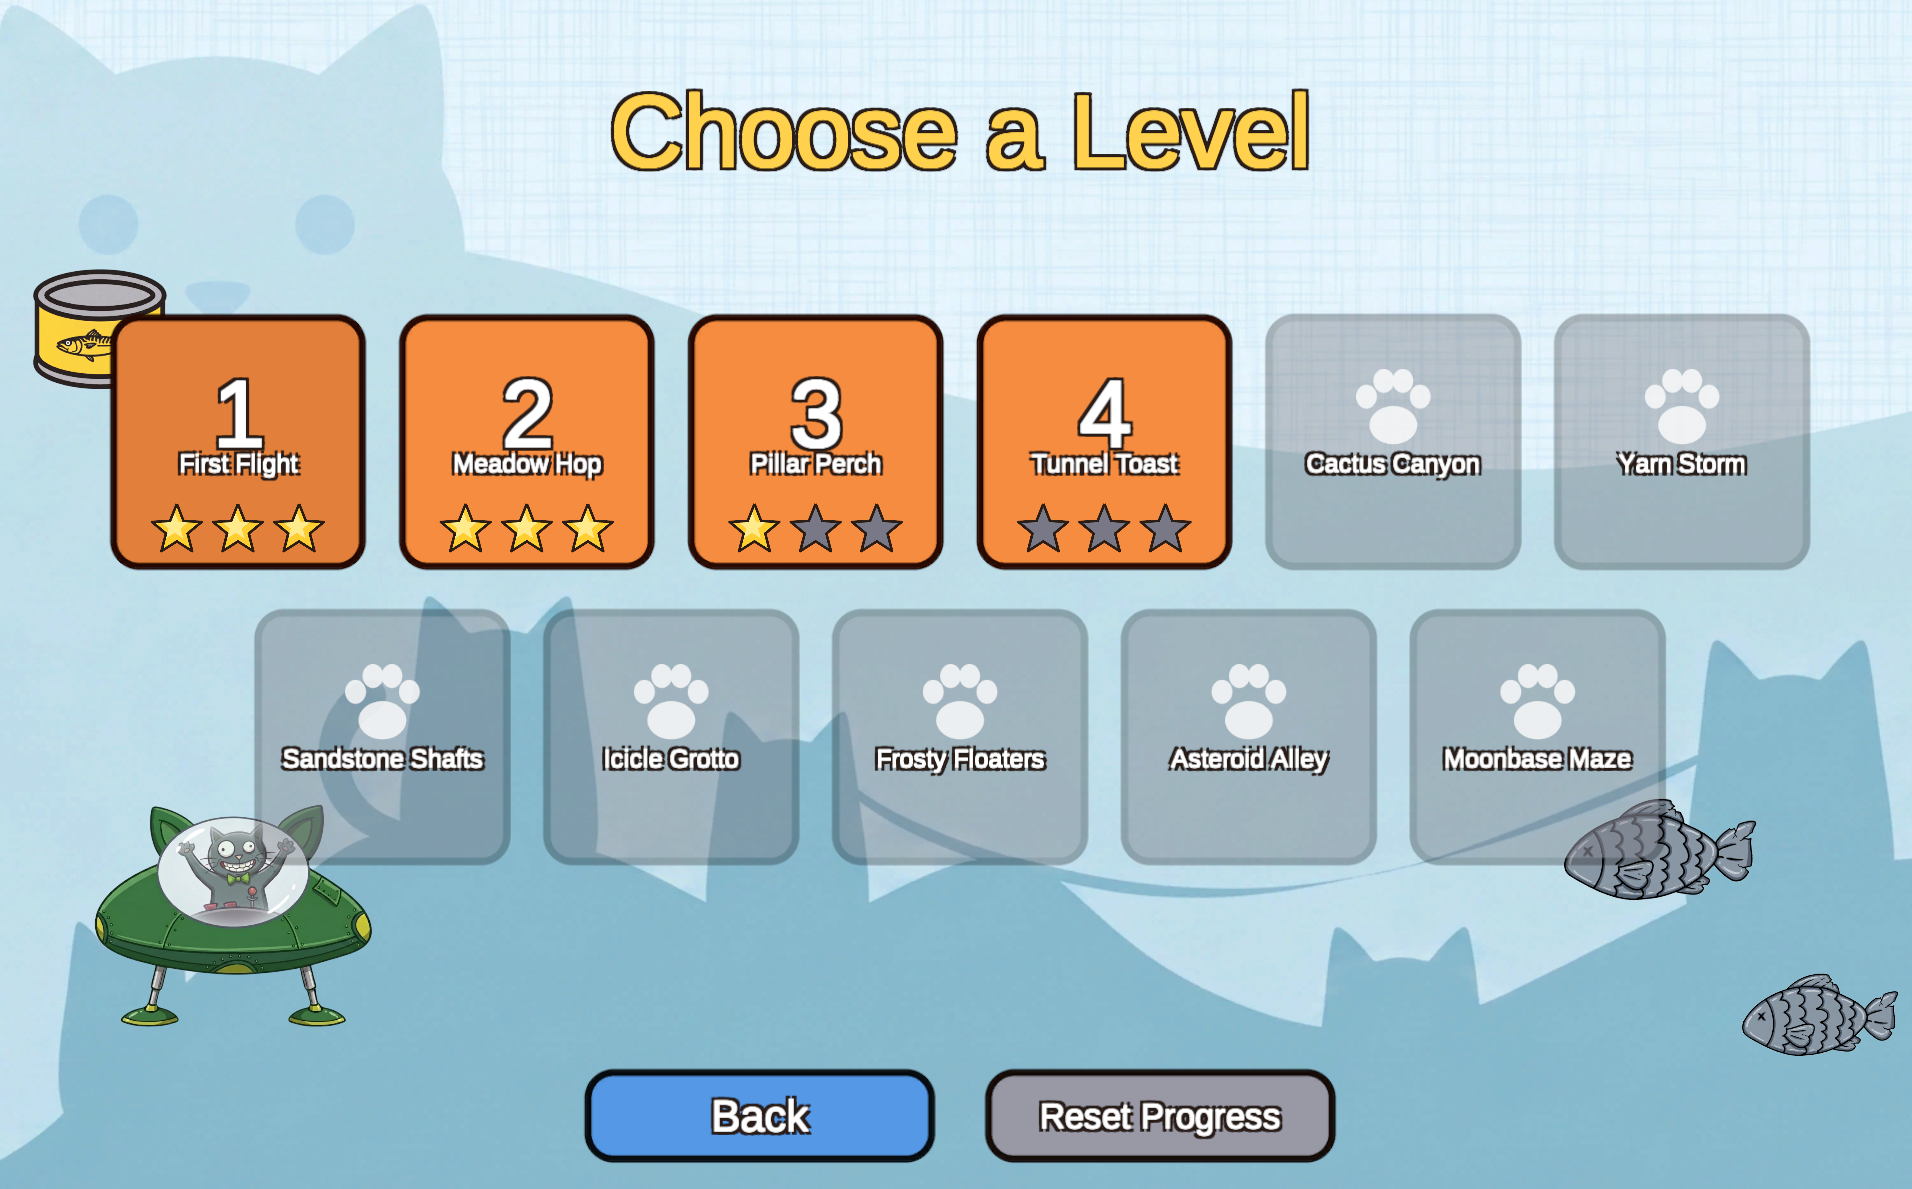 Choose a Level
1
First Flight
2
Meadow Hop
3
Pillar Perch
4
Tunnel Toast
Cactus Canyon
Yarn Storm
Sandstone Shafts
Icicle Grotto
Frosty Floaters
Asteroid Alley
Moonbase Maze
Back
Reset Progress